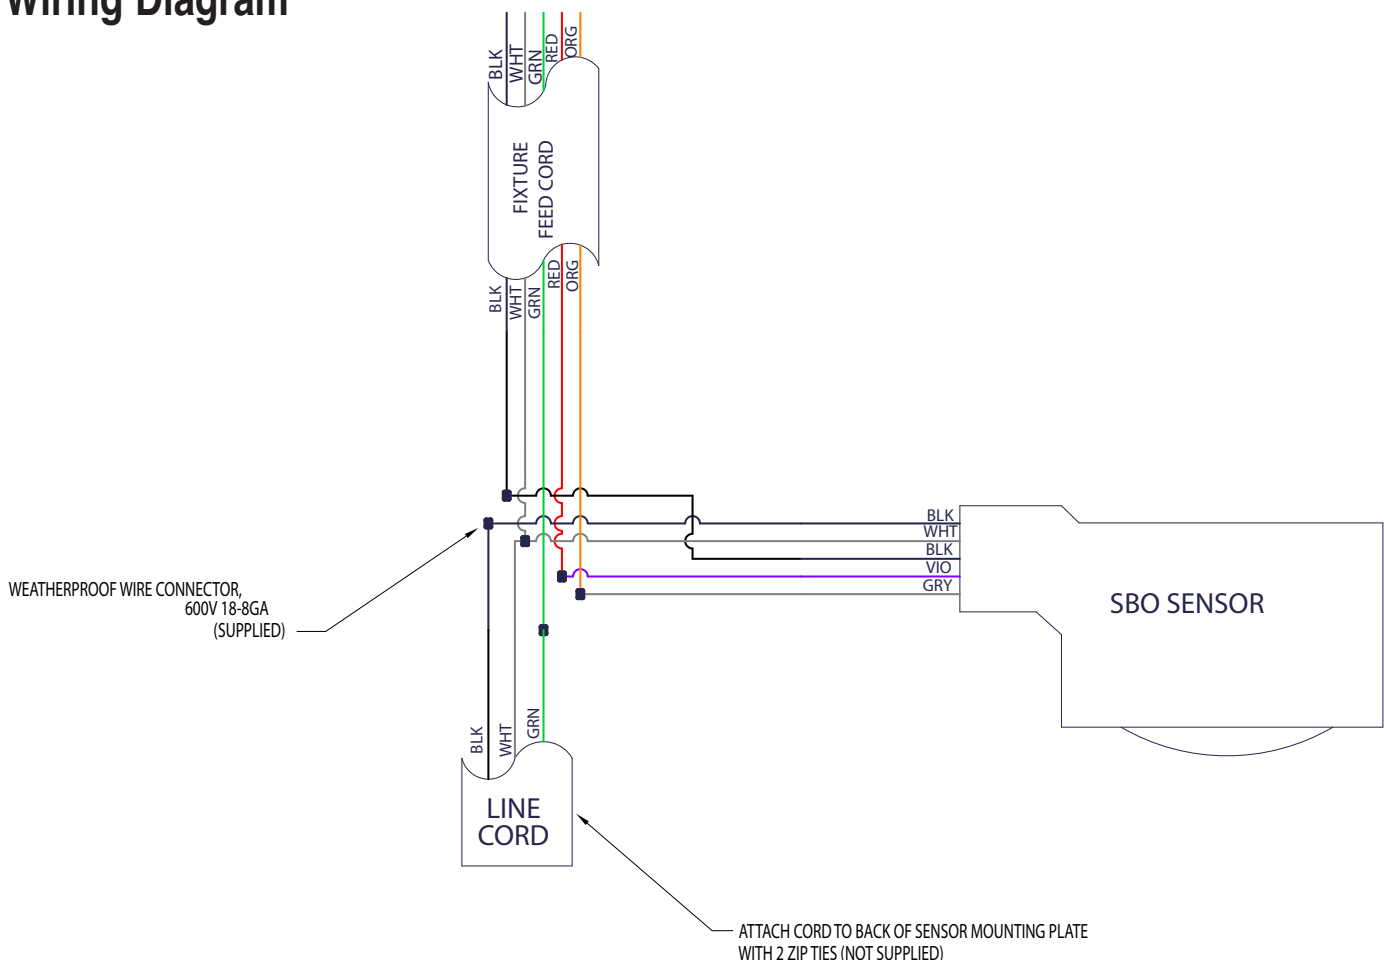 Wiring Diagram
BLK
WHT
GRN
RED
ORG
FIXTURE
FEED CORD
BLK
WHT
GRN
RED
ORG
BLK
WHT
BLK
VIO
GRY
SBO SENSOR
WEATHERPROOF WIRE CONNECTOR,
600V 18-8GA
(SUPPLIED)
BLK
WHT
GRN
LINE
CORD
ATTACH CORD TO BACK OF SENSOR MOUNTING PLATE
WITH 2 ZIP TIES (NOT SUPPLIED)